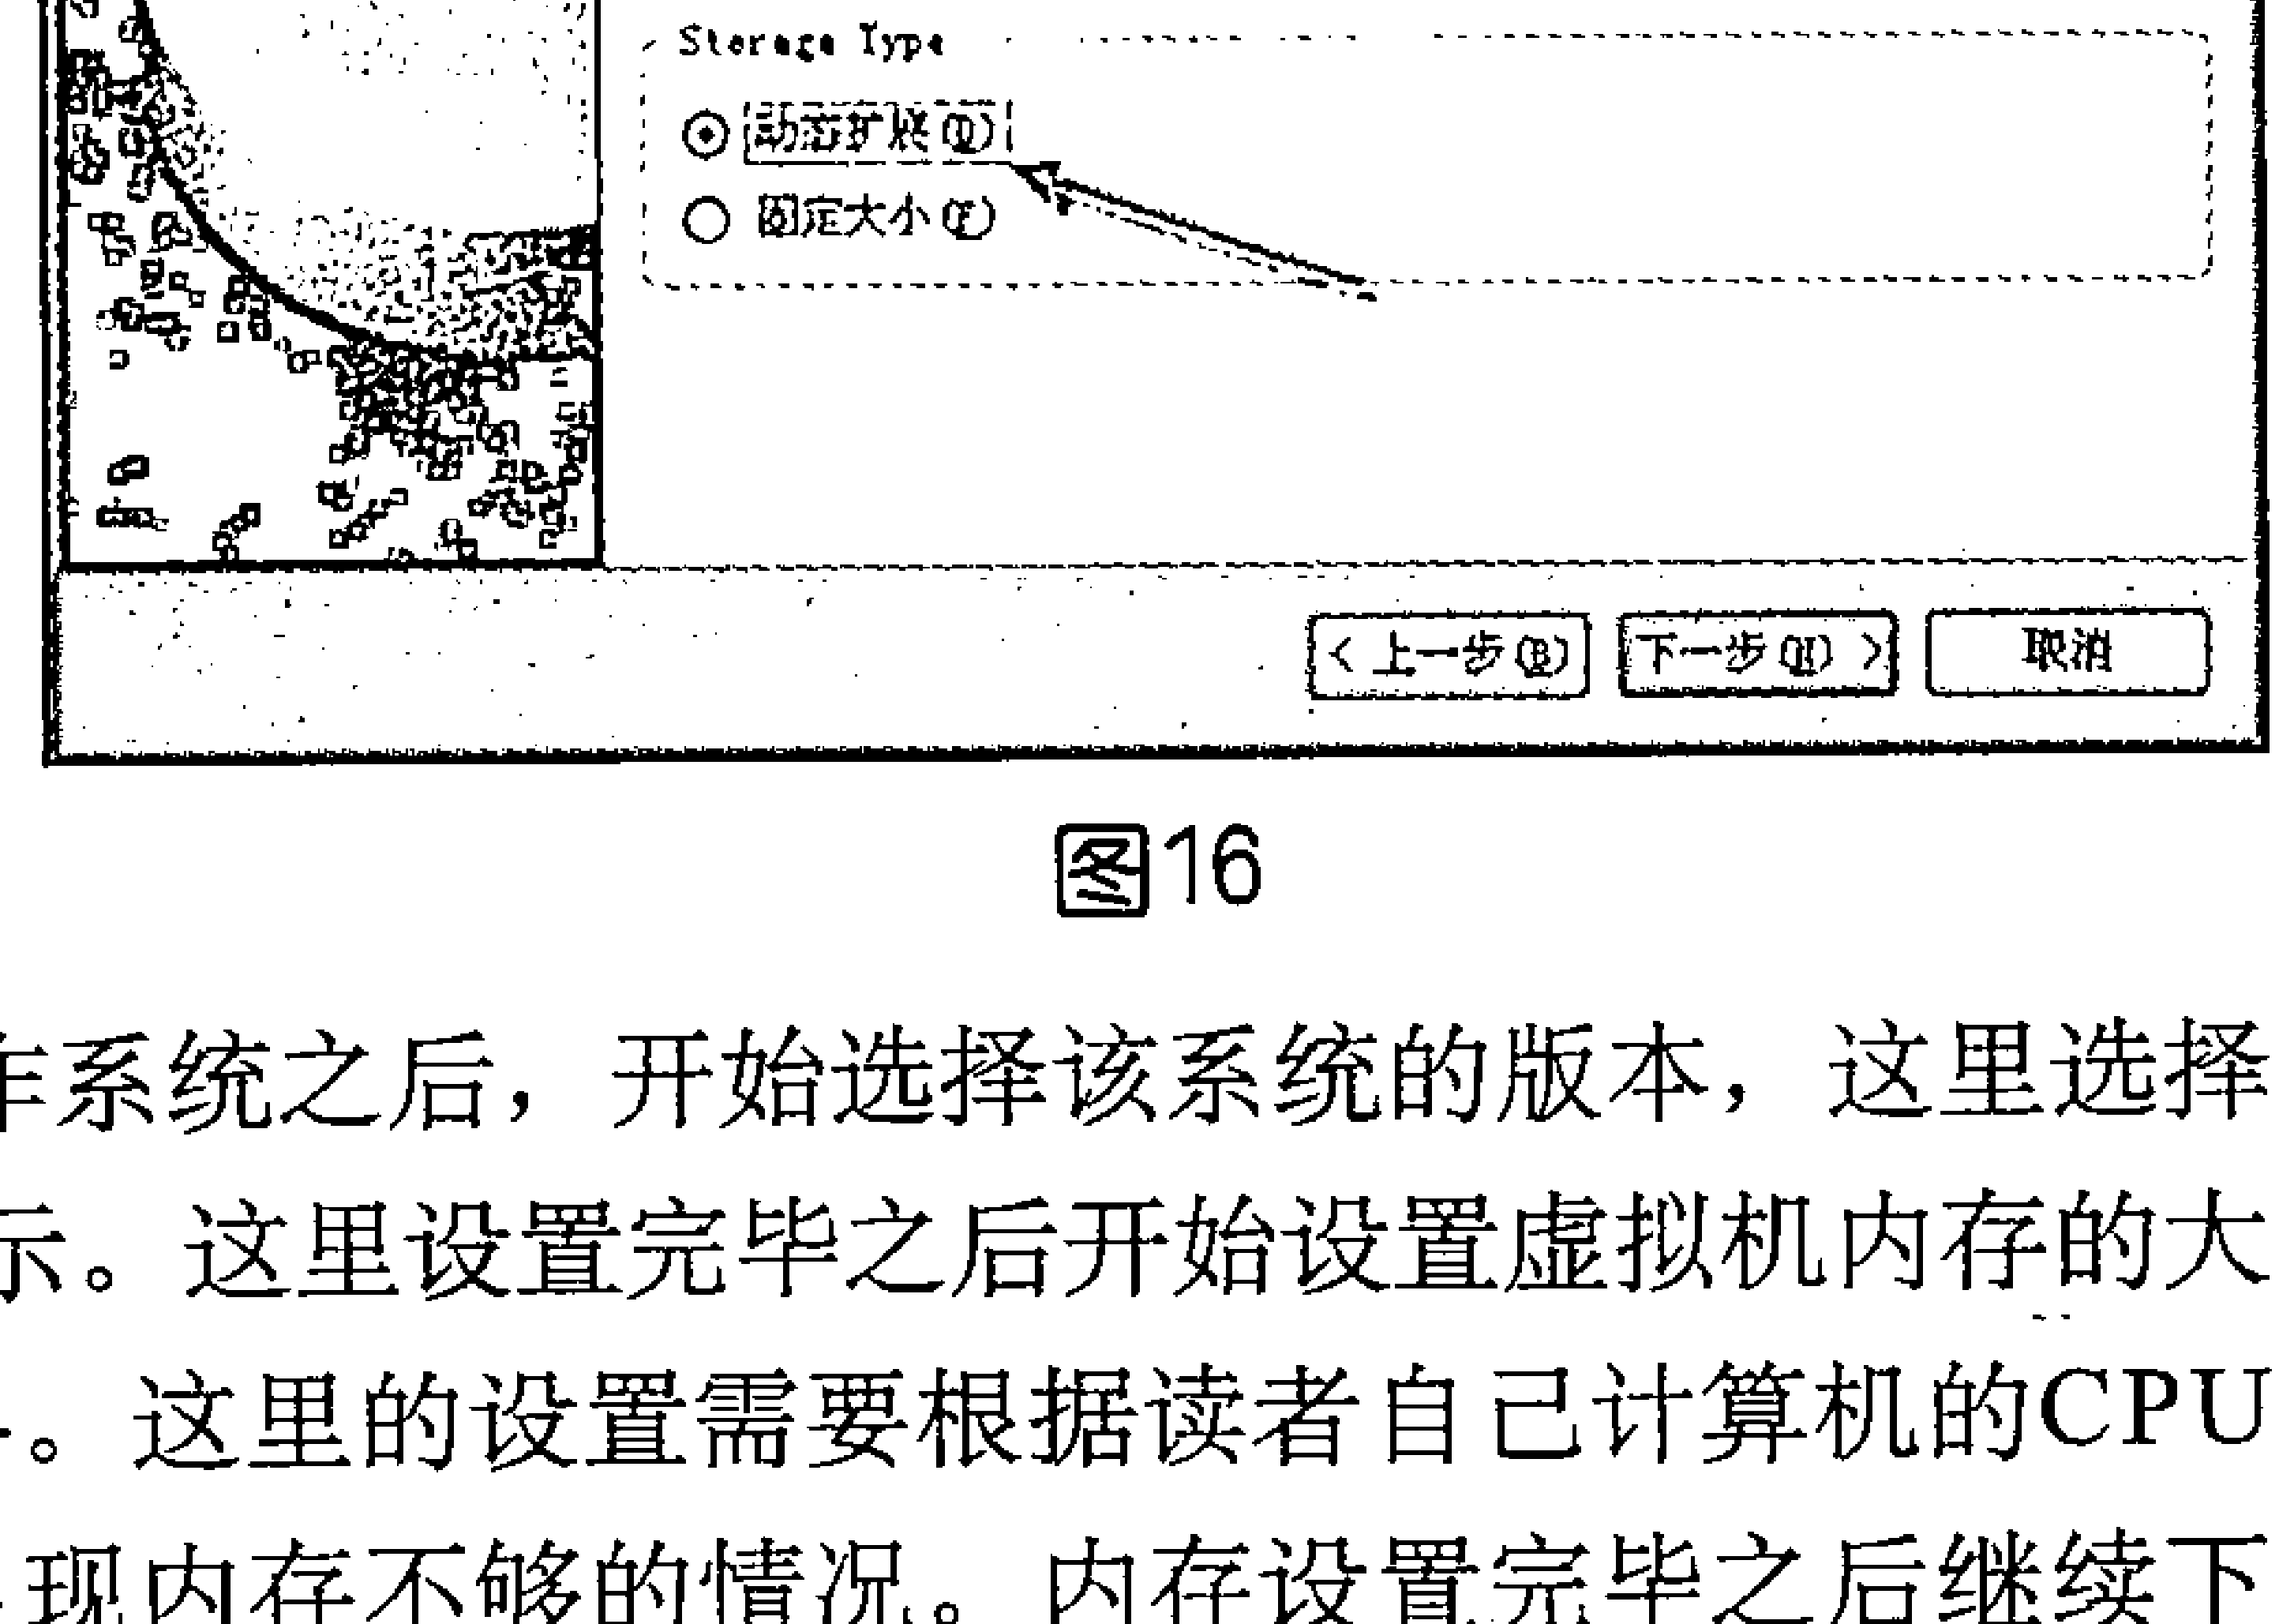 Storage Type
动态扩展(D)
固定大小(F)
< 上一步(B) 下一步(N) > 取消
图16
作系统之后，开始选择该系统的版本，这里选择
示。这里设置完毕之后开始设置虚拟机内存的大
。这里的设置需要根据读者自己计算机的CPU
现内存不够的情况。内存设置完毕之后继续下